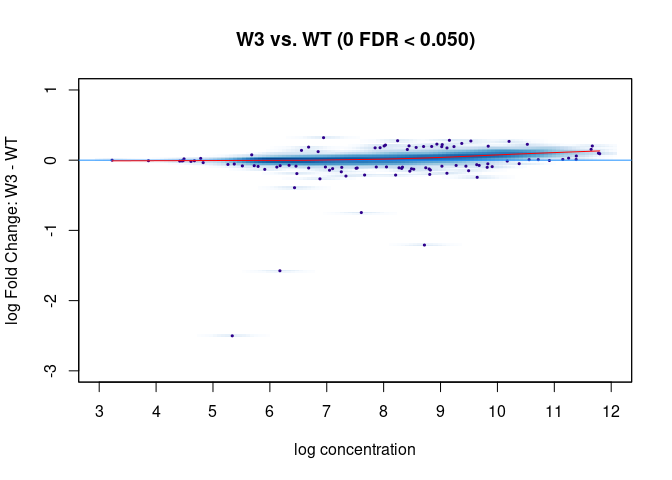 W3 vs. WT (0 FDR < 0.050)
log Fold Change: W3 - WT
1
0
-1
-2
-3
3 4 5 6 7 8 9 10 11 12
log concentration